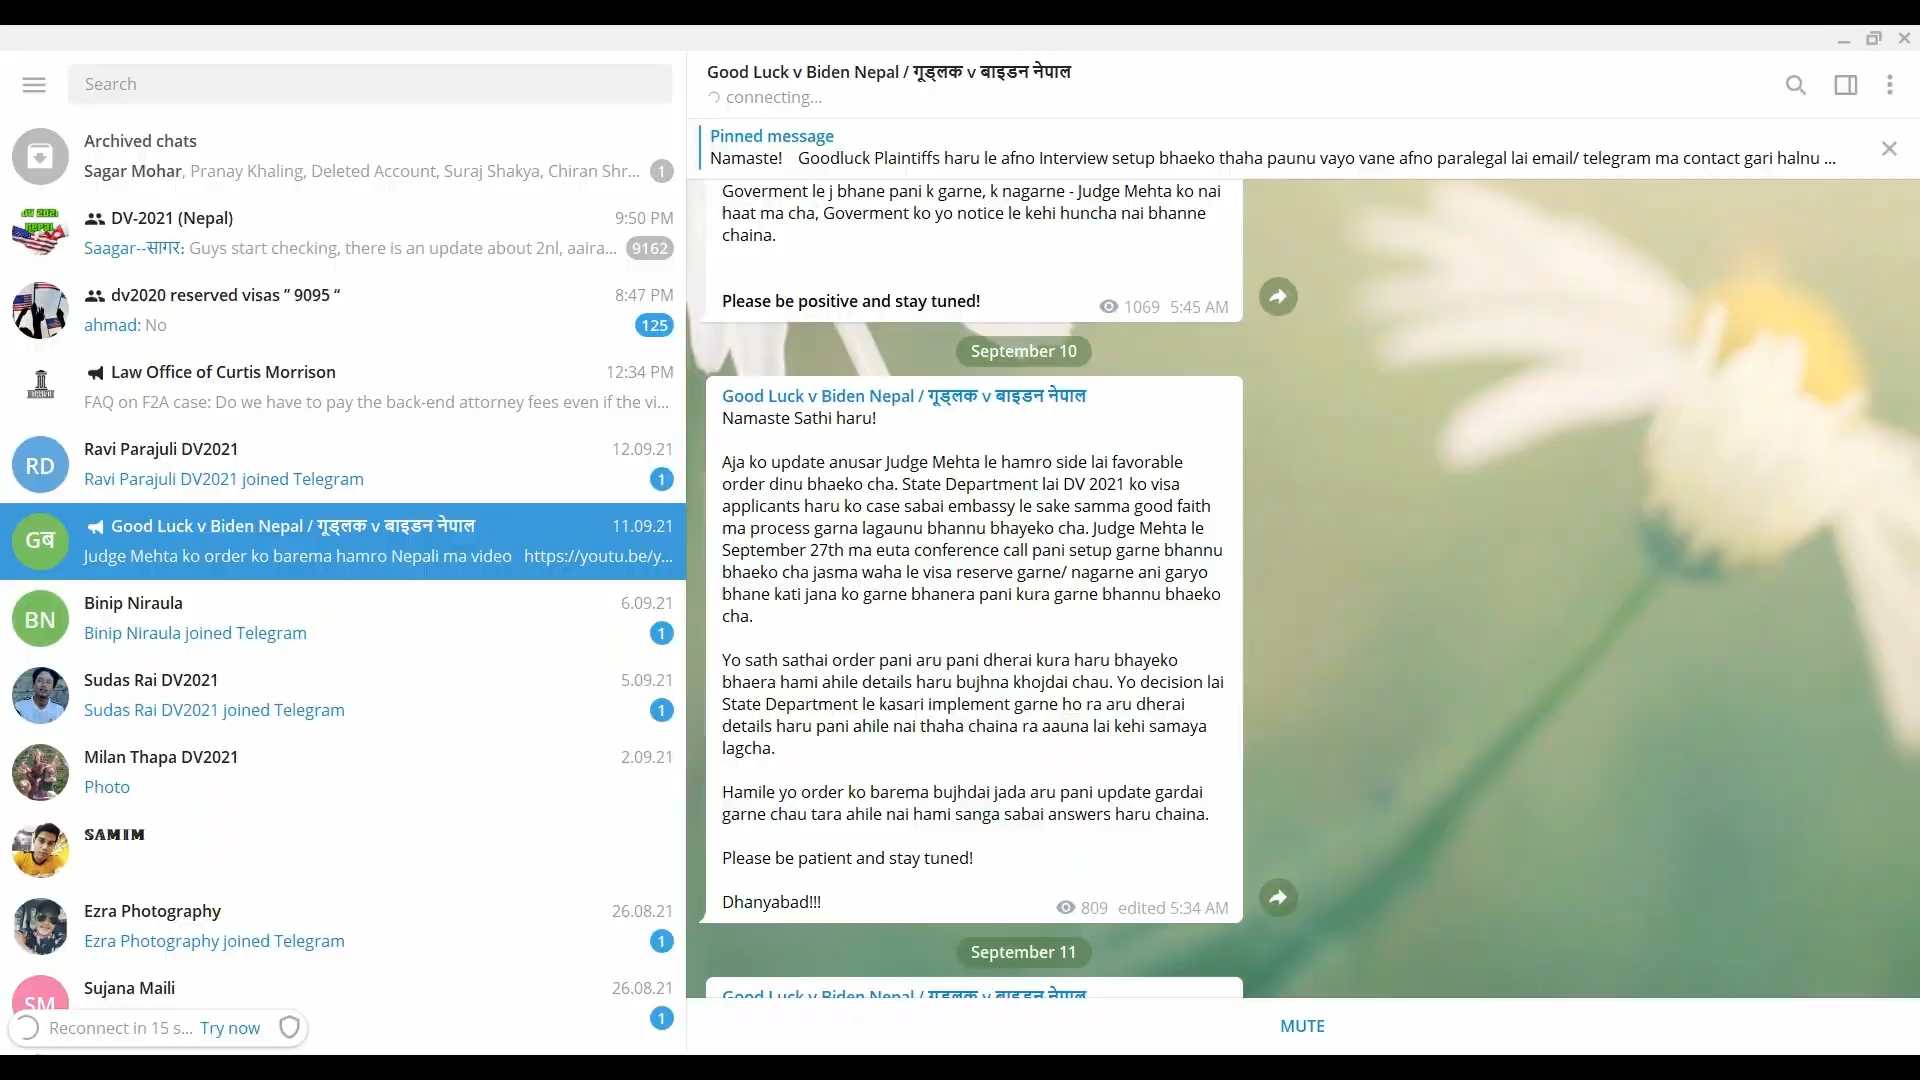 Search
Archived chats
Sagar Mohar, Pranay Khaling, Deleted Account, Suraj Shakya, Chiran Shr... 1
DV-2021 (Nepal) 9:50 PM
Saagar--सागर: Guys start checking, there is an update about 2nl, aaira... 9162
dv2020 reserved visas ” 9095 “ 8:47 PM
ahmad: No 125
Law Office of Curtis Morrison 12:34 PM
FAQ on F2A case: Do we have to pay the back-end attorney fees even if the vi...
RD
Ravi Parajuli DV2021 12.09.21
Ravi Parajuli DV2021 joined Telegram 1
Gब
Good Luck v Biden Nepal / गूड्लक v बाइडन नेपाल 11.09.21
Judge Mehta ko order ko barema hamro Nepali ma video https://youtu.be/y...
BN
Binip Niraula 6.09.21
Binip Niraula joined Telegram 1
Sudas Rai DV2021 5.09.21
Sudas Rai DV2021 joined Telegram 1
Milan Thapa DV2021 2.09.21
Photo
SAMIM
Ezra Photography 26.08.21
Ezra Photography joined Telegram 1
SM
Sujana Maili 26.08.21
1
Reconnect in 15 s... Try now
Good Luck v Biden Nepal / गूड्लक v बाइडन नेपाल
connecting...
Pinned message
Namaste! Goodluck Plaintiffs haru le afno Interview setup bhaeko thaha paunu vayo vane afno paralegal lai email/ telegram ma contact gari halnu ...
Goverment le j bhane pani k garne, k nagarne - Judge Mehta ko nai
haat ma cha, Goverment ko yo notice le kehi huncha nai bhanne
chaina.
Please be positive and stay tuned!
1069 5:45 AM
September 10
Good Luck v Biden Nepal / गूड्लक v बाइडन नेपाल
Namaste Sathi haru!
Aja ko update anusar Judge Mehta le hamro side lai favorable
order dinu bhaeko cha. State Department lai DV 2021 ko visa
applicants haru ko case sabai embassy le sake samma good faith
ma process garna lagaunu bhannu bhayeko cha. Judge Mehta le
September 27th ma euta conference call pani setup garne bhannu
bhaeko cha jasma waha le visa reserve garne/ nagarne ani garyo
bhane kati jana ko garne bhanera pani kura garne bhannu bhaeko
cha.
Yo sath sathai order pani aru pani dherai kura haru bhayeko
bhaera hami ahile details haru bujhna khojdai chau. Yo decision lai
State Department le kasari implement garne ho ra aru dherai
details haru pani ahile nai thaha chaina ra aauna lai kehi samaya
lagcha.
Hamile yo order ko barema bujhdai jada aru pani update gardai
garne chau tara ahile nai hami sanga sabai answers haru chaina.
Please be patient and stay tuned!
Dhanyabad!!!
809 edited 5:34 AM
September 11
Good Luck v Biden Nepal / गूड्लक v बाइडन नेपाल
MUTE